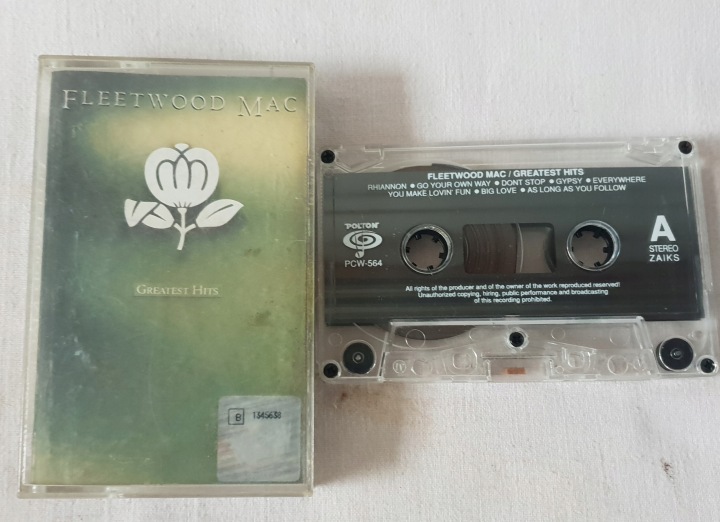 FLEETWOOD MAC
GREATEST HITS
B 1345638
FLEETWOOD MAC / GREATEST HITS
RHIANNON ● GO YOUR OWN WAY ● DONT STOP ● GYPSY ● EVERYWHERE
YOU MAKE LOVIN' FUN ● BIG LOVE ● AS LONG AS YOU FOLLOW
POLTON
PCW-564
A
STEREO
ZAIKS
All rights of the producer and of the owner of the work reproduced reserved!
Unauthorized copying, hiring, public performance and broadcasting
of this recording prohibited.